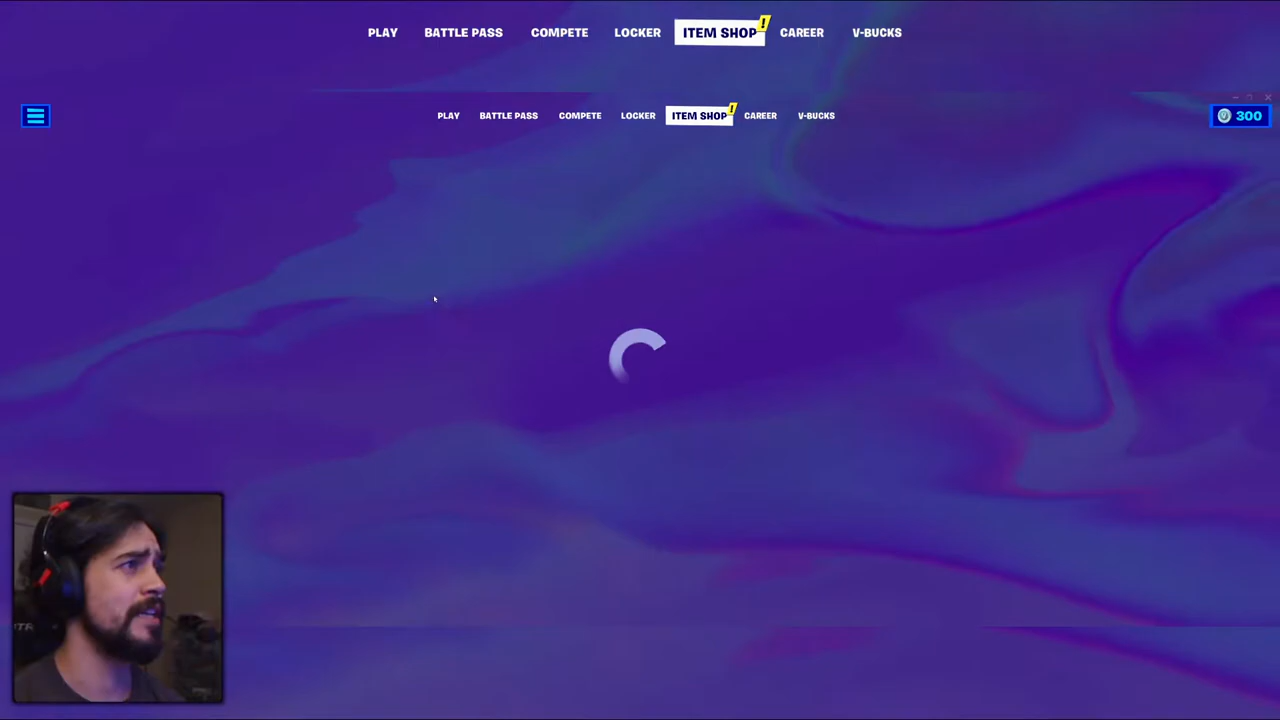 PLAY BATTLE PASS COMPETE LOCKER ITEM SHOP ! CAREER V-BUCKS
PLAY BATTLE PASS COMPETE LOCKER ITEM SHOP ! CAREER V-BUCKS 300